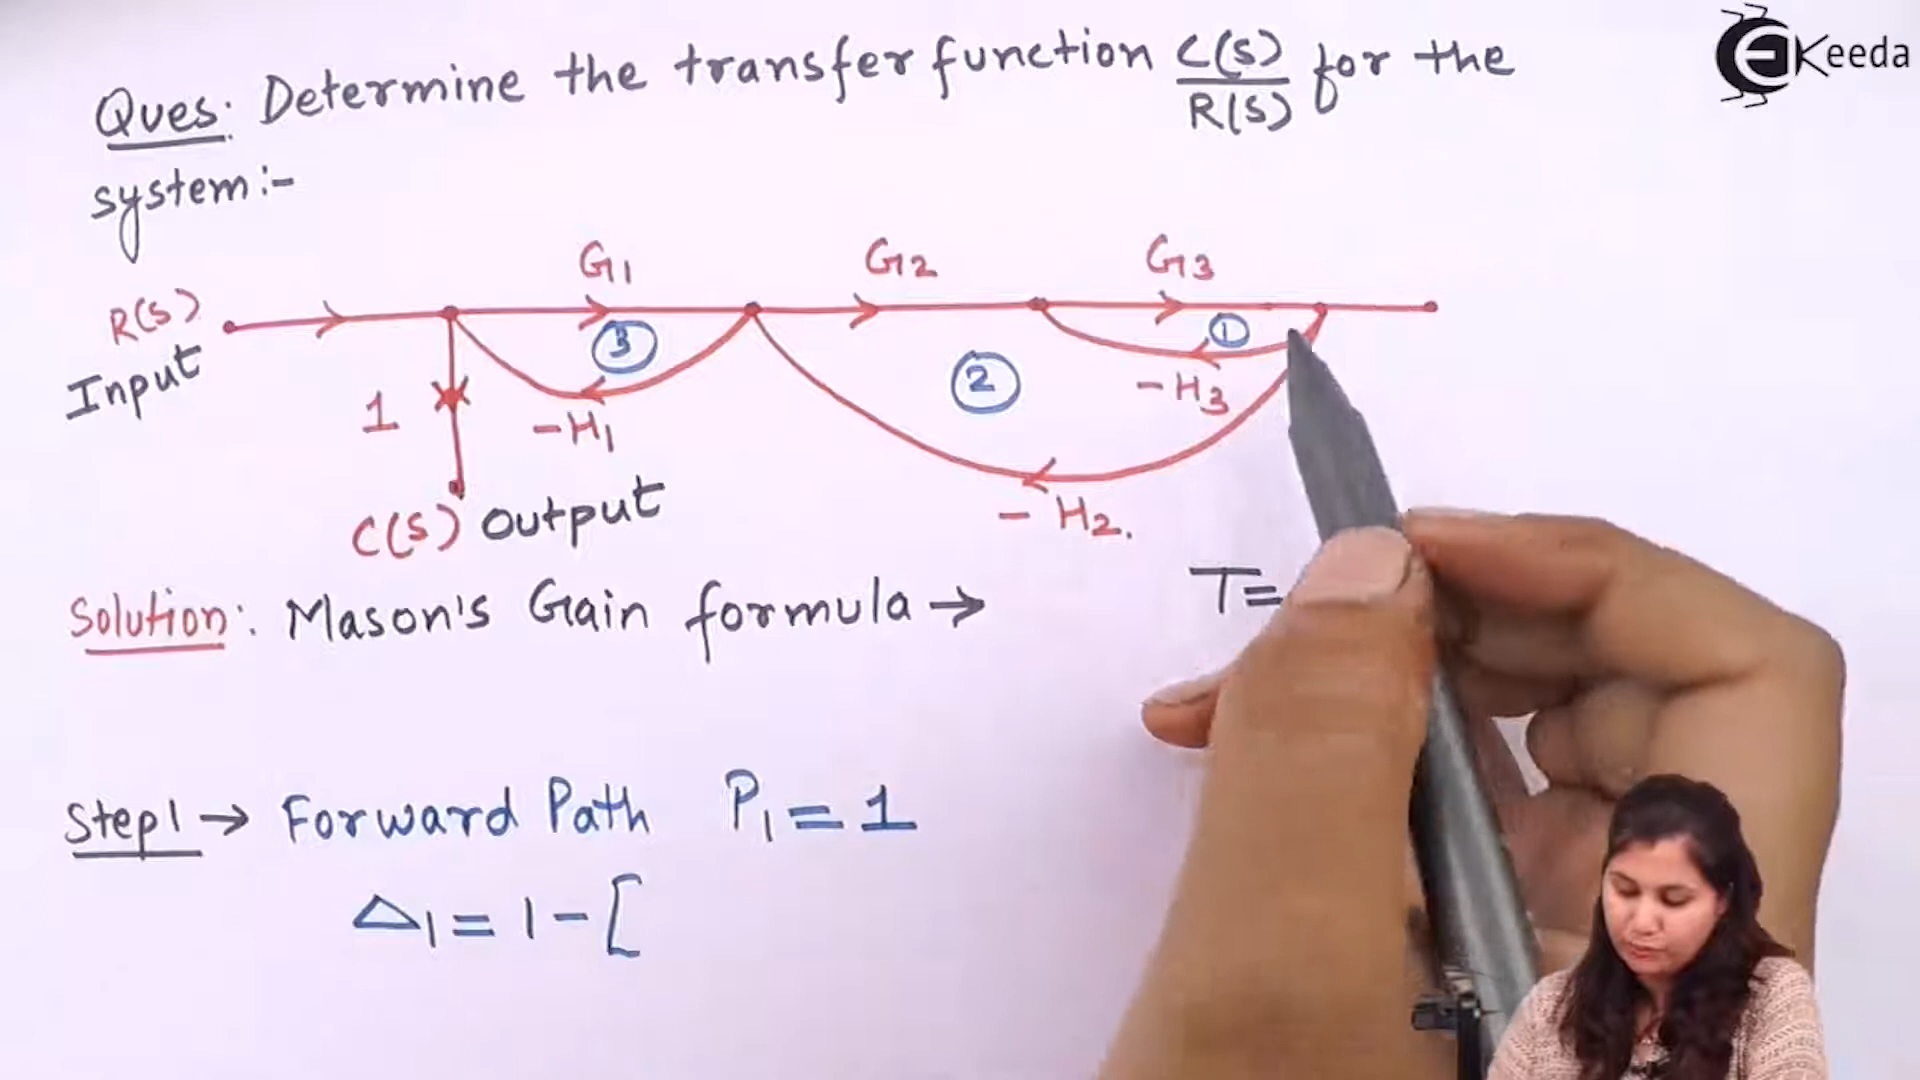 Ques: Determine the transfer function C(S)/R(S) for the
system:-
EKeeda
G1 G2 G3
R(S)
Input
3 1
2
1 -H1 -H3
-H2.
C(S) Output
Solution: Mason's Gain formula → T=
Step1 → Forward Path P1 = 1
Δ1 = 1 - [